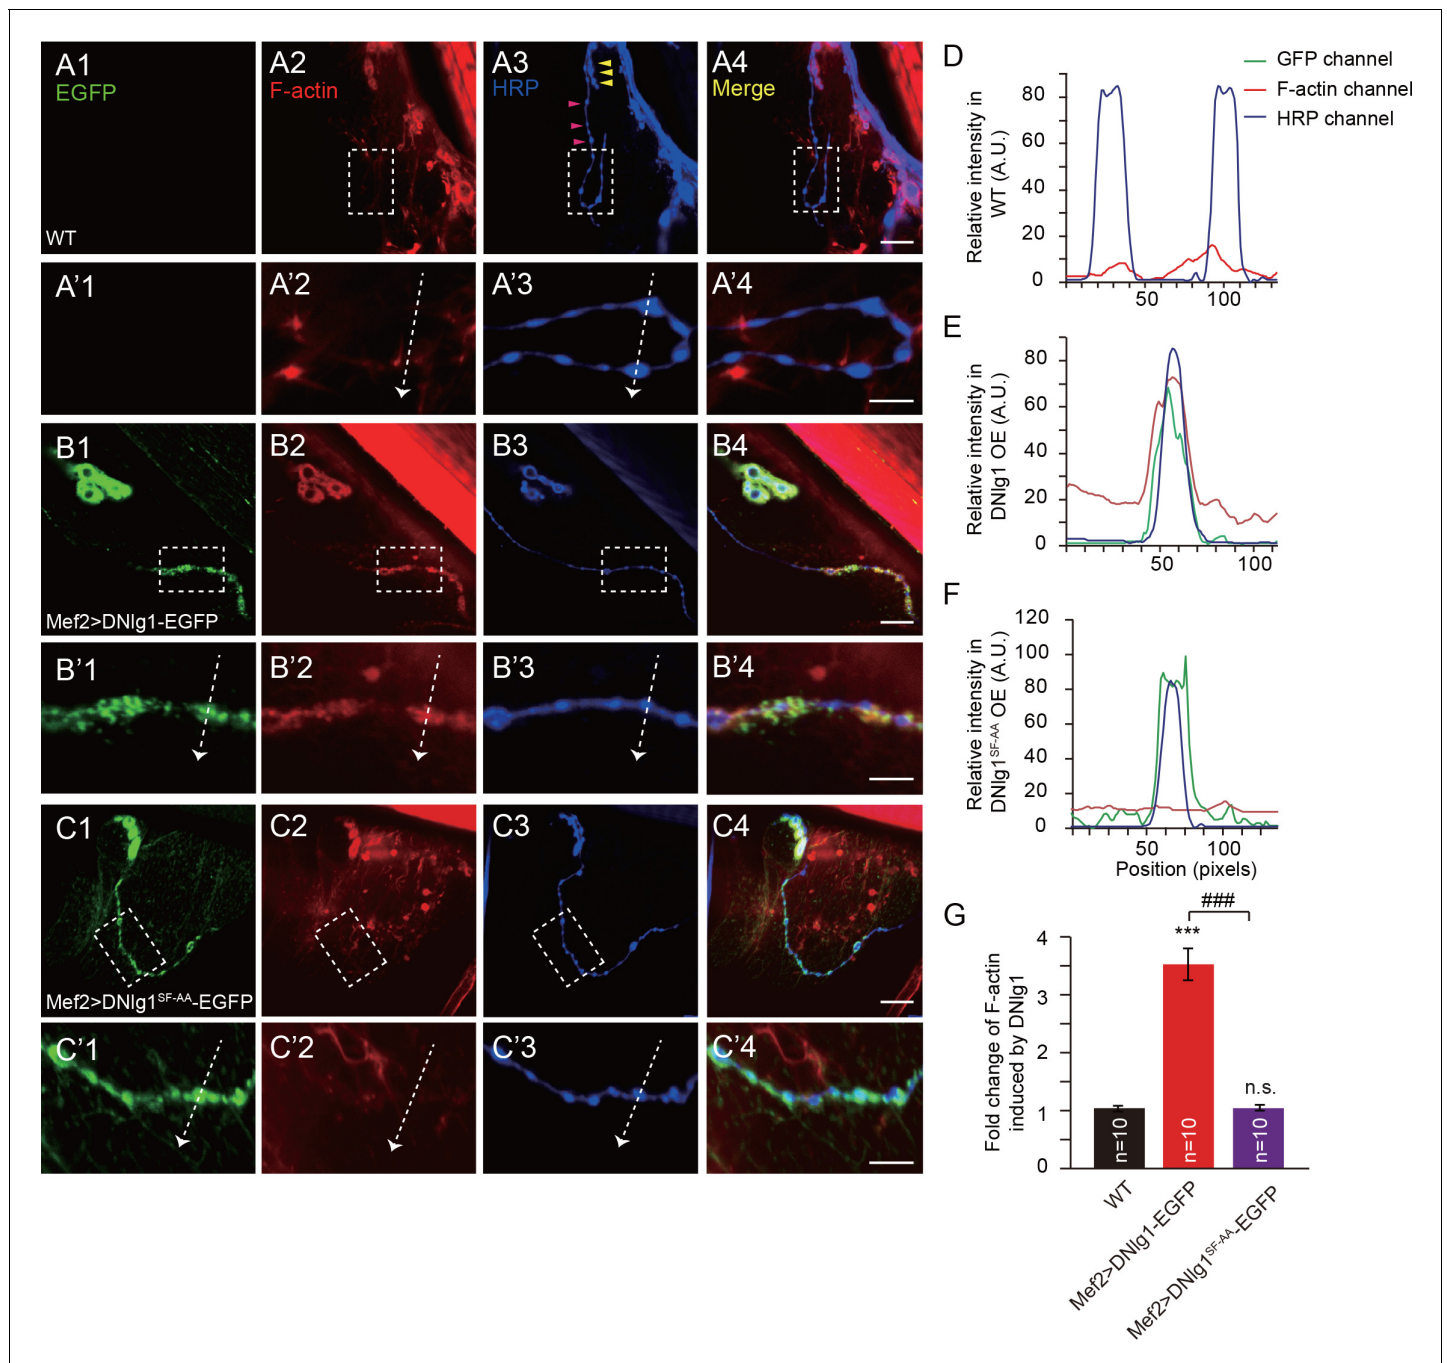 A1
EGFP
WT
A2
F-actin
A3
HRP
A4
Merge
A'1
A'2
A'3
A'4
B1
Mef2>DNlg1-EGFP
B2
B3
B4
B'1
B'2
B'3
B'4
C1
Mef2>DNlg1SF-AA-EGFP
C2
C3
C4
C'1
C'2
C'3
C'4
D
GFP channel
F-actin channel
HRP channel
Relative intensity in
WT (A.U.)
80
60
40
20
0
50 100
E
Relative intensity in
DNlg1 OE (A.U.)
80
60
40
20
0
50 100
F
Relative intensity in
DNlg1SF-AA OE (A.U.)
120
100
80
60
40
20
0
50 100
Position (pixels)
G
Fold change of F-actin
induced by DNlg1
4
3
2
1
0
###
***
n.s.
n=10
n=10
n=10
WT
Mef2>DNlg1-EGFP
Mef2>DNlg1SF-AA-EGFP